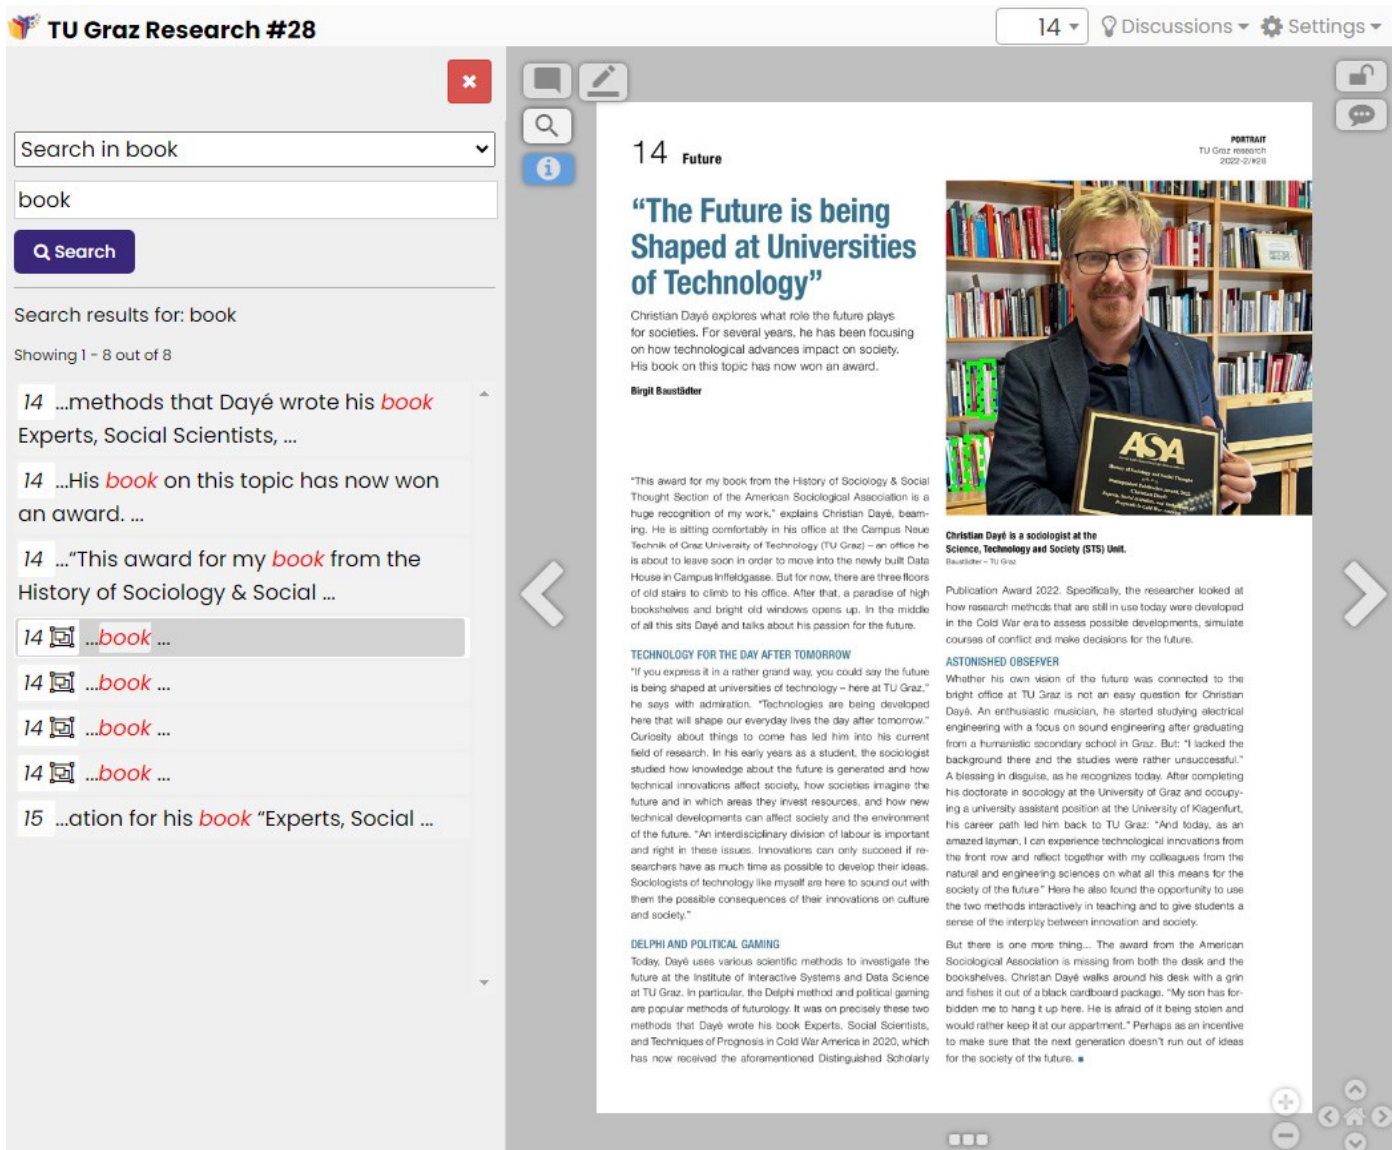 TU Graz Research #28
14
Discussions
Settings
Search in book
book
Search
Search results for: book
Showing 1 - 8 out of 8
14 ...methods that Dayé wrote his book
Experts, Social Scientists, ...
14 ...His book on this topic has now won
an award. ...
14 ..."This award for my book from the
History of Sociology & Social ...
14 ...book ...
14 ...book ...
14 ...book ...
14 ...book ...
15 ...ation for his book "Experts, Social ...
14 Future
PORTRAIT
TU Graz research
2022-2/#28
“The Future is being
Shaped at Universities
of Technology”
Christian Dayé explores what role the future plays
for societies. For several years, he has been focusing
on how technological advances impact on society.
His book on this topic has now won an award.
Birgit Baustädter
"This award for my book from the History of Sociology & Social
Thought Section of the American Sociological Association is a
huge recognition of my work," explains Christian Dayé, beam-
ing. He is sitting comfortably in his office at the Campus Neue
Technik of Graz University of Technology (TU Graz) – an office he
is about to leave soon in order to move into the newly built Data
House in Campus Inffeldgasse. But for now, there are three floors
of old stairs to climb to his office. After that, a paradise of high
bookshelves and bright old windows opens up. In the middle
of all this sits Dayé and talks about his passion for the future.
TECHNOLOGY FOR THE DAY AFTER TOMORROW
"If you express it in a rather grand way, you could say the future
is being shaped at universities of technology – here at TU Graz,"
he says with admiration. "Technologies are being developed
here that will shape our everyday lives the day after tomorrow."
Curiosity about things to come has led him into his current
field of research. In his early years as a student, the sociologist
studied how knowledge about the future is generated and how
technical innovations affect society, how societies imagine the
future and in which areas they invest resources, and how new
technical developments can affect society and the environment
of the future. "An interdisciplinary division of labour is important
and right in these issues. Innovations can only succeed if re-
searchers have as much time as possible to develop their ideas.
Sociologists of technology like myself are here to sound out with
them the possible consequences of their innovations on culture
and society."
DELPHI AND POLITICAL GAMING
Today, Dayé uses various scientific methods to investigate the
future at the Institute of Interactive Systems and Data Science
at TU Graz. In particular, the Delphi method and political gaming
are popular methods of futurology. It was on precisely these two
methods that Dayé wrote his book Experts, Social Scientists,
and Techniques of Prognosis in Cold War America in 2020, which
has now received the aforementioned Distinguished Scholarly
ASA
History of Sociology and Social Thought
Distinguished Publication Award, 2022
Christian Dayé
Christian Dayé is a sociologist at the
Science, Technology and Society (STS) Unit.
Baustädter – TU Graz
Publication Award 2022. Specifically, the researcher looked at
how research methods that are still in use today were developed
in the Cold War era to assess possible developments, simulate
courses of conflict and make decisions for the future.
ASTONISHED OBSERVER
Whether his own vision of the future was connected to the
bright office at TU Graz is not an easy question for Christian
Dayé. An enthusiastic musician, he started studying electrical
engineering with a focus on sound engineering after graduating
from a humanistic secondary school in Graz. But: "I lacked the
background there and the studies were rather unsuccessful."
A blessing in disguise, as he recognizes today. After completing
his doctorate in socology at the University of Graz and occupy-
ing a university assistant position at the University of Klagenfurt,
his career path led him back to TU Graz: "And today, as an
amazed layman, I can experience technological innovations from
the front row and reflect together with my colleagues from the
natural and engineering sciences on what all this means for the
society of the future." Here he also found the opportunity to use
the two methods interactively in teaching and to give students a
sense of the interplay between innovation and society.
But there is one more thing... The award from the American
Sociological Association is missing from both the desk and the
bookshelves. Christan Dayé walks around his desk with a grin
and fishes it out of a black cardboard package. "My son has for-
bidden me to hang it up here. He is afraid of it being stolen and
would rather keep it at our appartment." Perhaps as an incentive
to make sure that the next generation doesn't run out of ideas
for the society of the future.